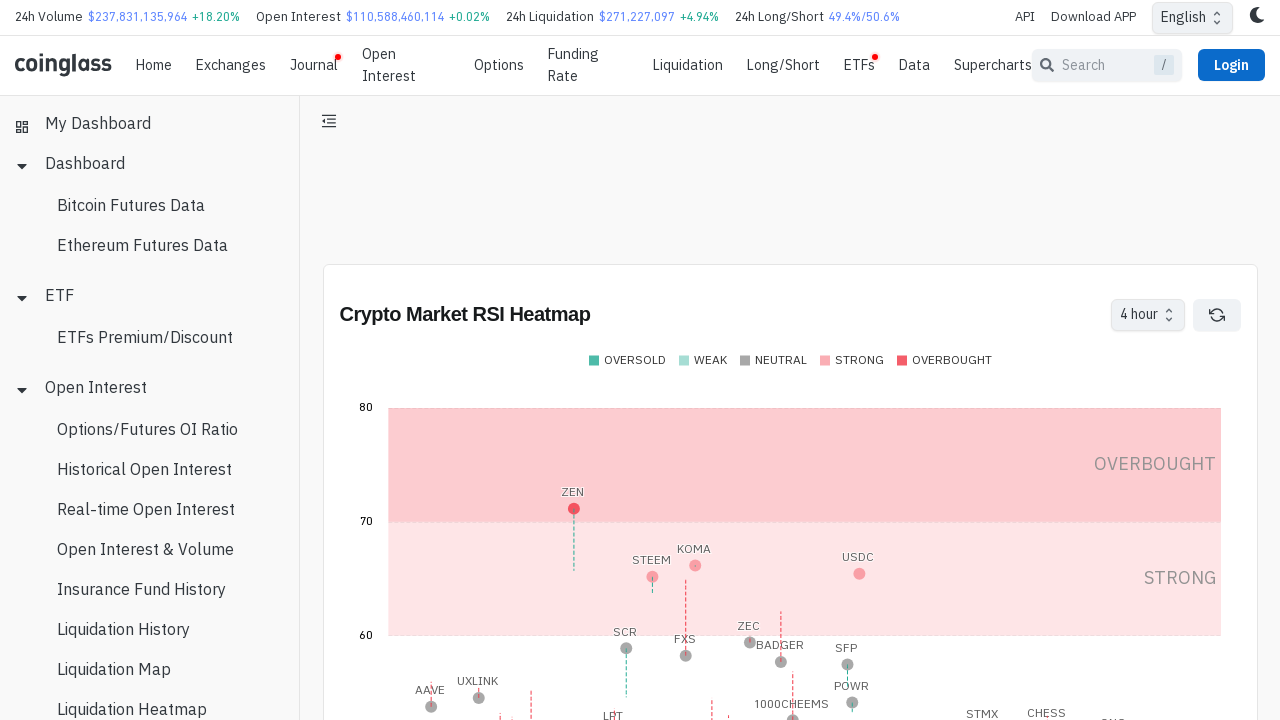 24h Volume $237,831,135,964 +18.20% Open Interest $110,588,460,114 +0.02% 24h Liquidation $271,227,097 +4.94% 24h Long/Short 49.4%/50.6% API Download APP English
coinglass Home Exchanges Journal Open Interest Options Funding Rate Liquidation Long/Short ETFs Data Supercharts Search / Login
My Dashboard
Dashboard
Bitcoin Futures Data
Ethereum Futures Data
ETF
ETFs Premium/Discount
Open Interest
Options/Futures OI Ratio
Historical Open Interest
Real-time Open Interest
Open Interest & Volume
Insurance Fund History
Liquidation History
Liquidation Map
Liquidation Heatmap
Crypto Market RSI Heatmap 4 hour
OVERSOLD WEAK NEUTRAL STRONG OVERBOUGHT
80
OVERBOUGHT
ZEN
70
KOMA
STEEM USDC
STRONG
ZEC
SCR
60
FXS
BADGER SFP
UXLINK
POWR
AAVE
1000CHEEMS
CHESS
STMX
LRT